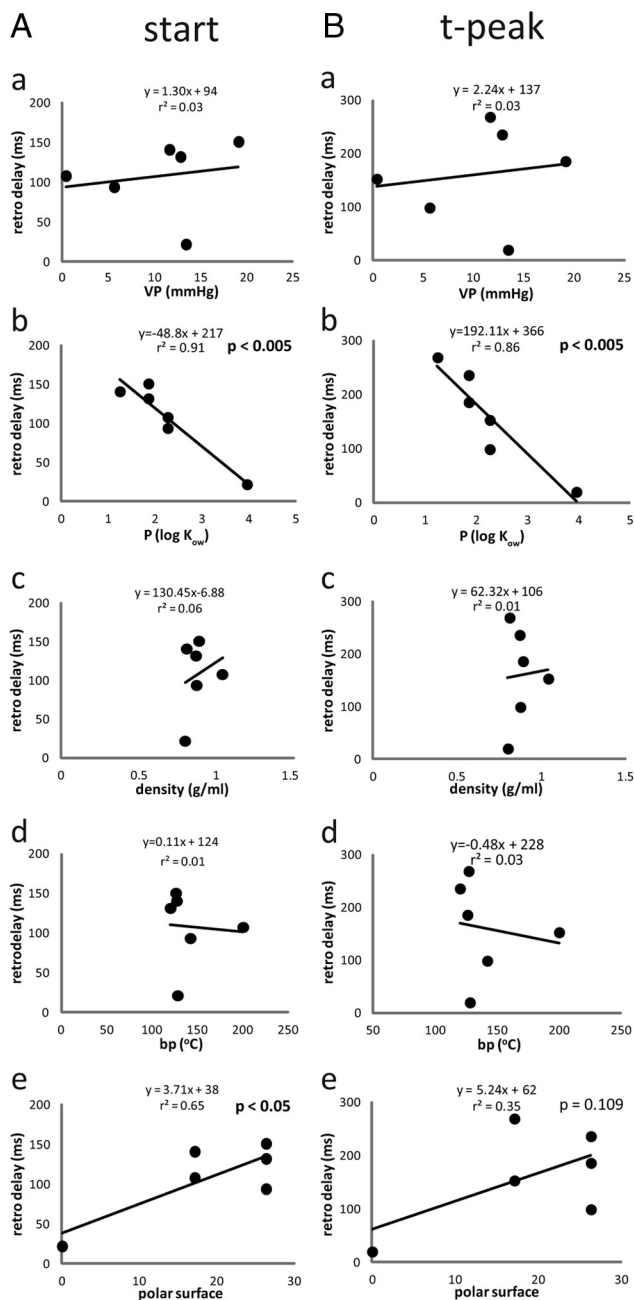 A start
a
y = 1.30x + 94
r² = 0.03
retro delay (ms)
200
150
100
50
0
0 5 10 15 20 25
VP (mmHg)
b
y=-48.8x + 217
r² = 0.91 p < 0.005
retro delay (ms)
200
150
100
50
0
0 1 2 3 4 5
P (log Kow)
c
y = 130.45x-6.88
r² = 0.06
retro delay (ms)
200
150
100
50
0
0 0.5 1 1.5
density (g/ml)
d
y=0.11x + 124
r² = 0.01
retrodelay (ms)
200
150
100
50
0
0 50 100 150 200 250
bp (°C)
e
y = 3.71x + 38
r² = 0.65 p < 0.05
retro delay (ms)
200
150
100
50
0
0 10 20 30
polar surface
B t-peak
a
y = 2.24x + 137
r² = 0.03
retro delay (ms)
300
200
100
0
0 5 10 15 20 25
VP (mmHg)
b
y=192.11x + 366
r² = 0.86 p < 0.005
retro delay (ms)
300
200
100
0
0 1 2 3 4 5
P (log Kow)
c
y = 62.32x + 106
r² = 0.01
retro delay (ms)
300
200
100
0
0 0.5 1 1.5
density (g/ml)
d
y=-0.48x + 228
r² = 0.03
retro delay (ms)
300
200
100
0
50 100 150 200 250
bp (°C)
e
y = 5.24x + 62
r² = 0.35 p = 0.109
retro delay (ms)
300
200
100
0
0 10 20 30
polar surface